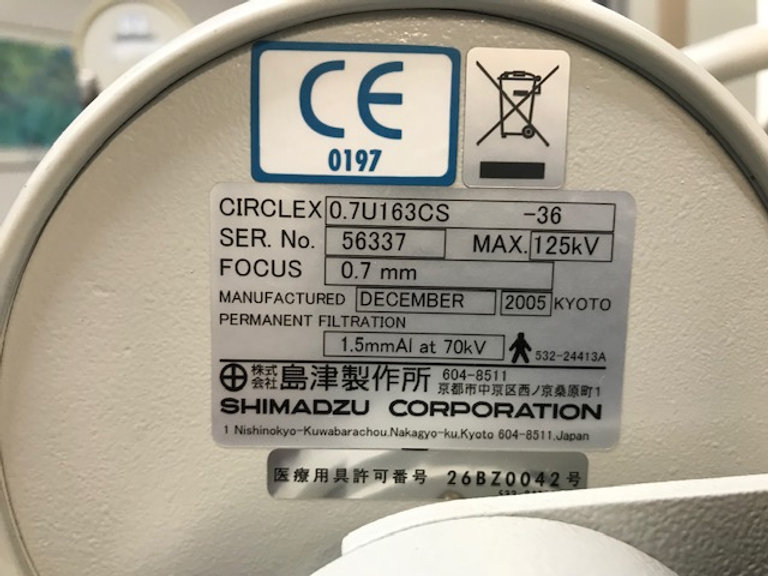 CE
0197
CIRCLEX 0.7U163CS -36
SER. No. 56337 MAX. 125kV
FOCUS 0.7 mm
MANUFACTURED DECEMBER 2005 KYOTO
PERMANENT FILTRATION
1.5mmAl at 70kV 532-24413A
株式会社 島津製作所 604-8511
京都市中京区西ノ京桑原町1
SHIMADZU CORPORATION
1 Nishinokyo-Kuwabarachou,Nakagyo-ku,Kyoto 604-8511,Japan
医療用具許可番号 26BZ0042号